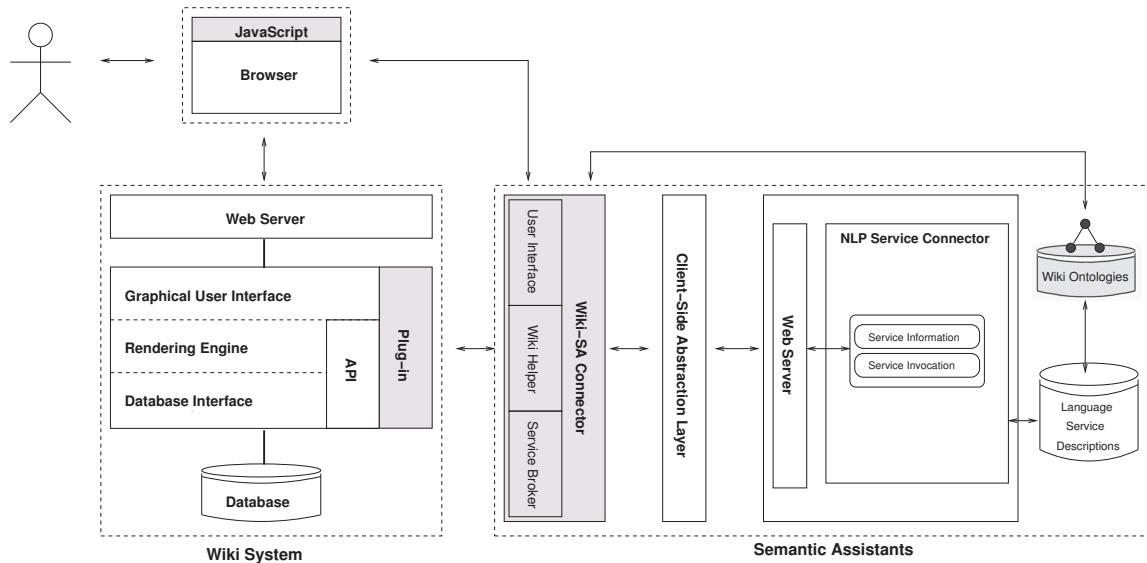 JavaScript
Browser
Web Server
Graphical User Interface
Rendering Engine
Database Interface
API
Plug-in
Database
Wiki System
User Interface
Wiki Helper
Service Broker
Wiki-SA Connector
Client-Side Abstraction Layer
Web Server
NLP Service Connector
Service Information
Service Invocation
Wiki Ontologies
Language
Service
Descriptions
Semantic Assistants